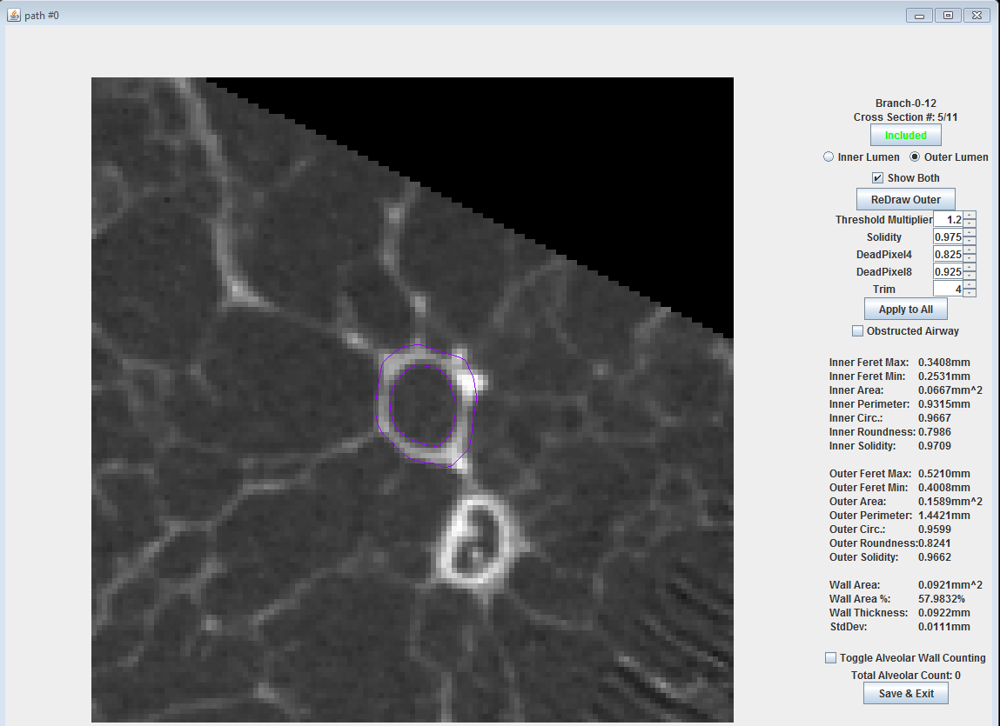 path #0
Branch-0-12
Cross Section #: 5/11
Included
Inner Lumen Outer Lumen
Show Both
ReDraw Outer
Threshold Multiplier 1.2
Solidity 0.975
DeadPixel4 0.825
DeadPixel8 0.925
Trim 4
Apply to All
Obstructed Airway
Inner Feret Max: 0.3408mm
Inner Feret Min: 0.2531mm
Inner Area: 0.0667mm^2
Inner Perimeter: 0.9315mm
Inner Circ.: 0.9667
Inner Roundness: 0.7986
Inner Solidity: 0.9709
Outer Feret Max: 0.5210mm
Outer Feret Min: 0.4008mm
Outer Area: 0.1589mm^2
Outer Perimeter: 1.4421mm
Outer Circ.: 0.9599
Outer Roundness:0.8241
Outer Solidity: 0.9662
Wall Area: 0.0921mm^2
Wall Area %: 57.9832%
Wall Thickness: 0.0922mm
StdDev: 0.0111mm
Toggle Alveolar Wall Counting
Total Alveolar Count: 0
Save & Exit